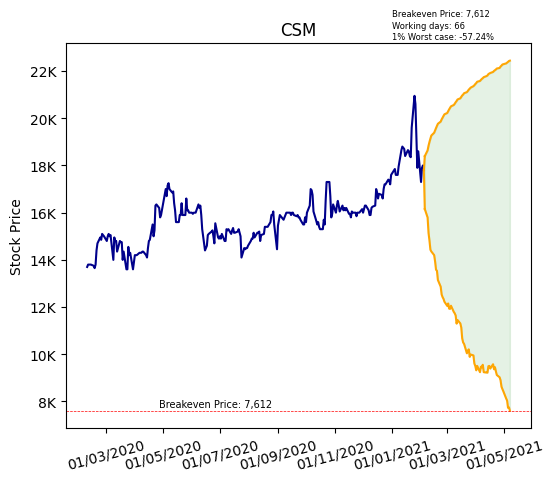 Breakeven Price: 7,612
Working days: 66
1% Worst case: -57.24%
CSM
Stock Price
22K
20K
18K
16K
14K
12K
10K
8K
Breakeven Price: 7,612
01/03/2020
01/05/2020
01/07/2020
01/09/2020
01/11/2020
01/01/2021
01/03/2021
01/05/2021